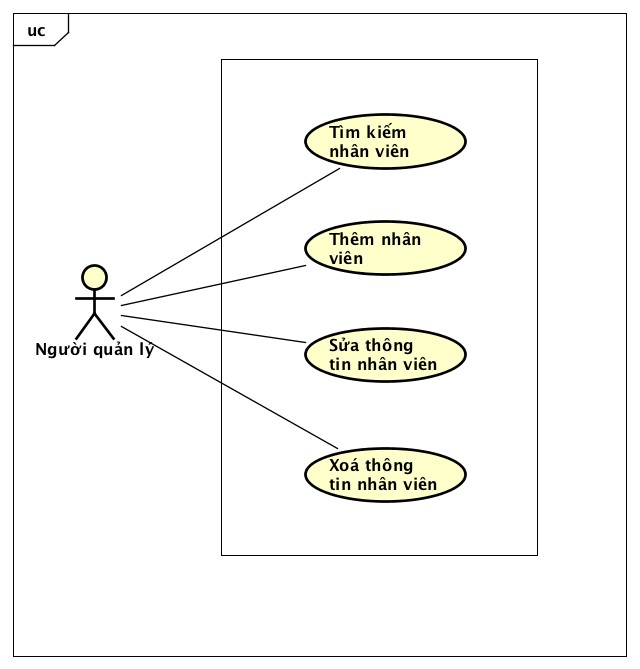 uc
Tìm kiếm
nhân viên
Thêm nhân
viên
Người quản lý
Sửa thông
tin nhân viên
Xoá thông
tin nhân viên